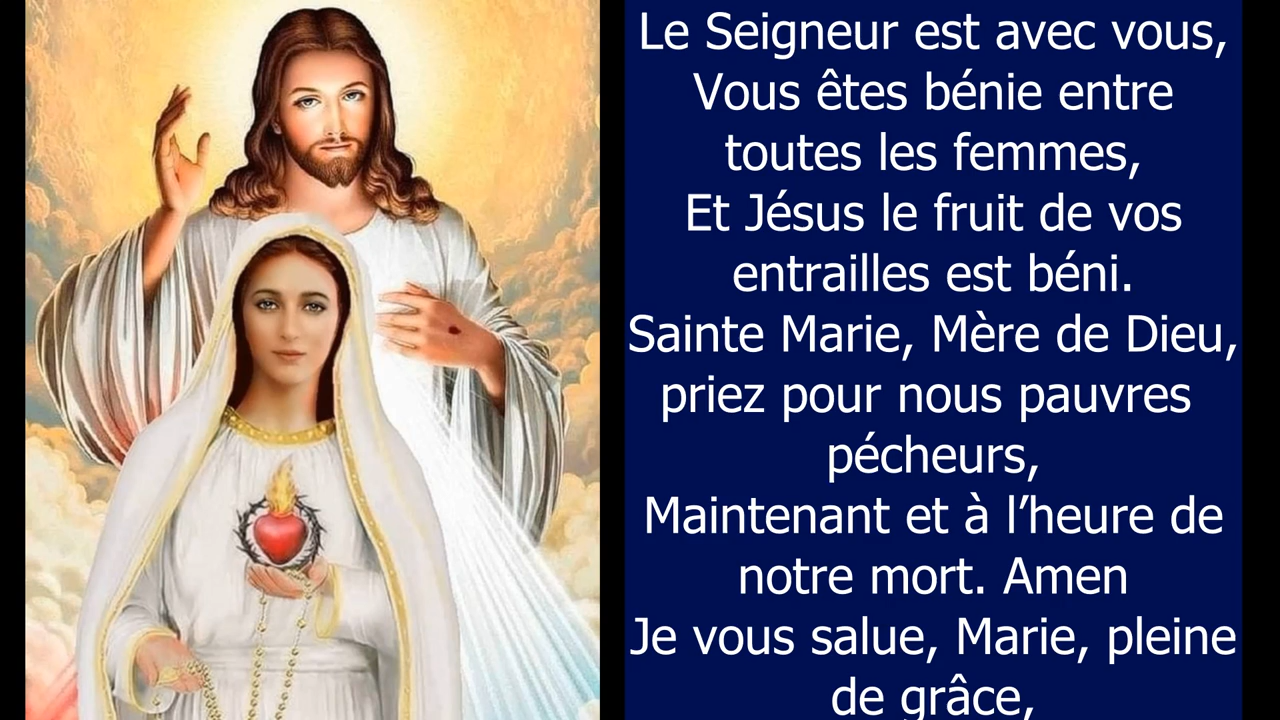 Le Seigneur est avec vous,
Vous êtes bénie entre
toutes les femmes,
Et Jésus le fruit de vos
entrailles est béni.
Sainte Marie, Mère de Dieu,
priez pour nous pauvres
pécheurs,
Maintenant et à l’heure de
notre mort. Amen
Je vous salue, Marie, pleine
de grâce,